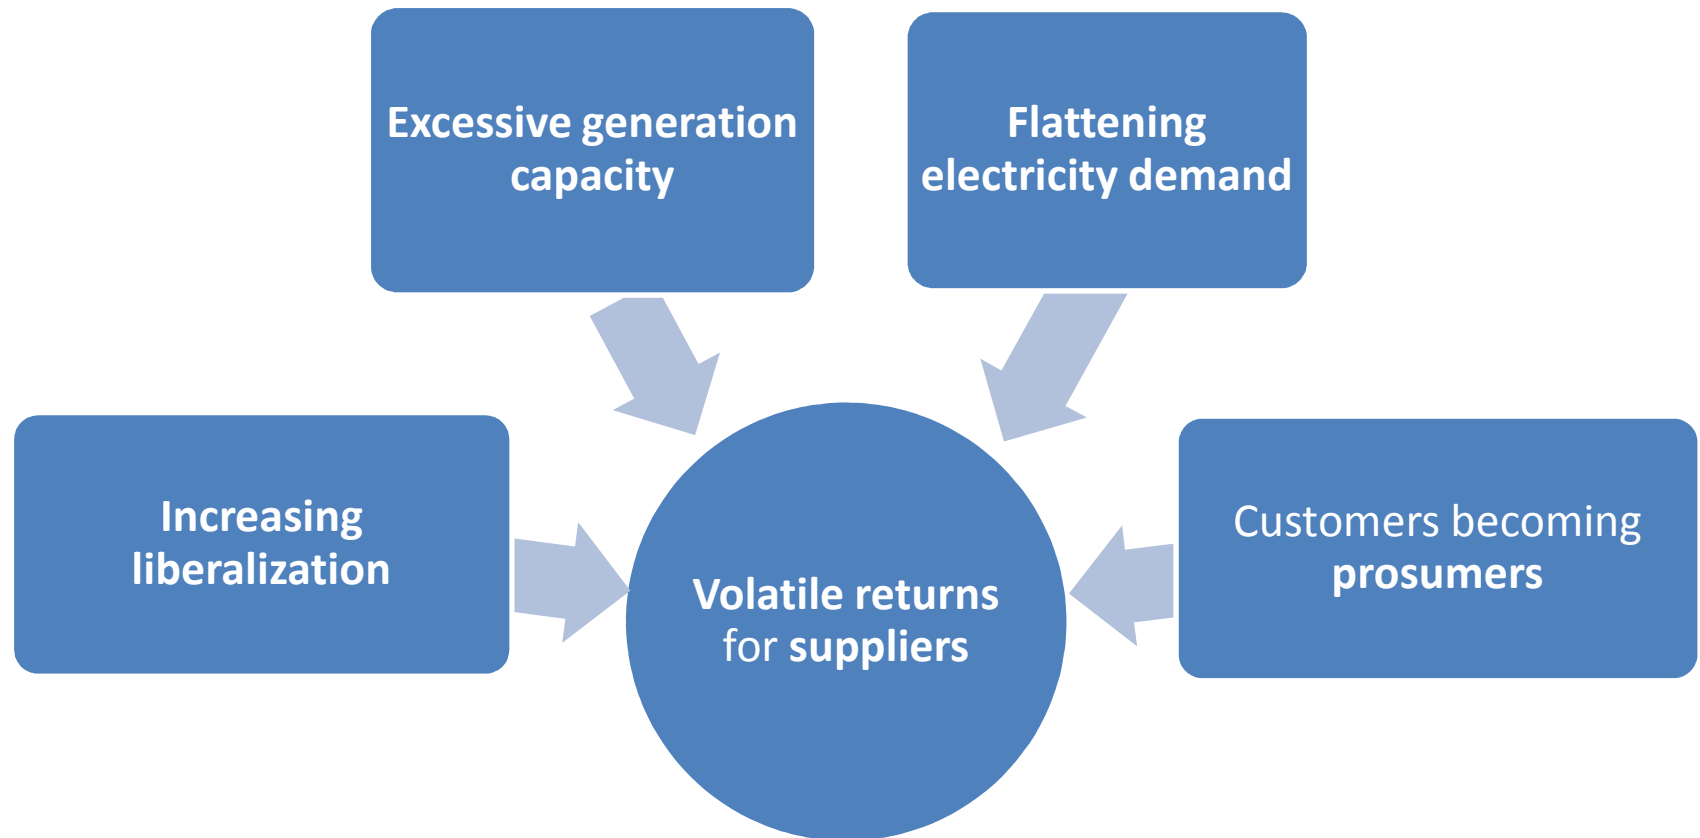 Excessive generation
capacity
Flattening
electricity demand
Increasing
liberalization
Volatile returns
for suppliers
Customers becoming
prosumers